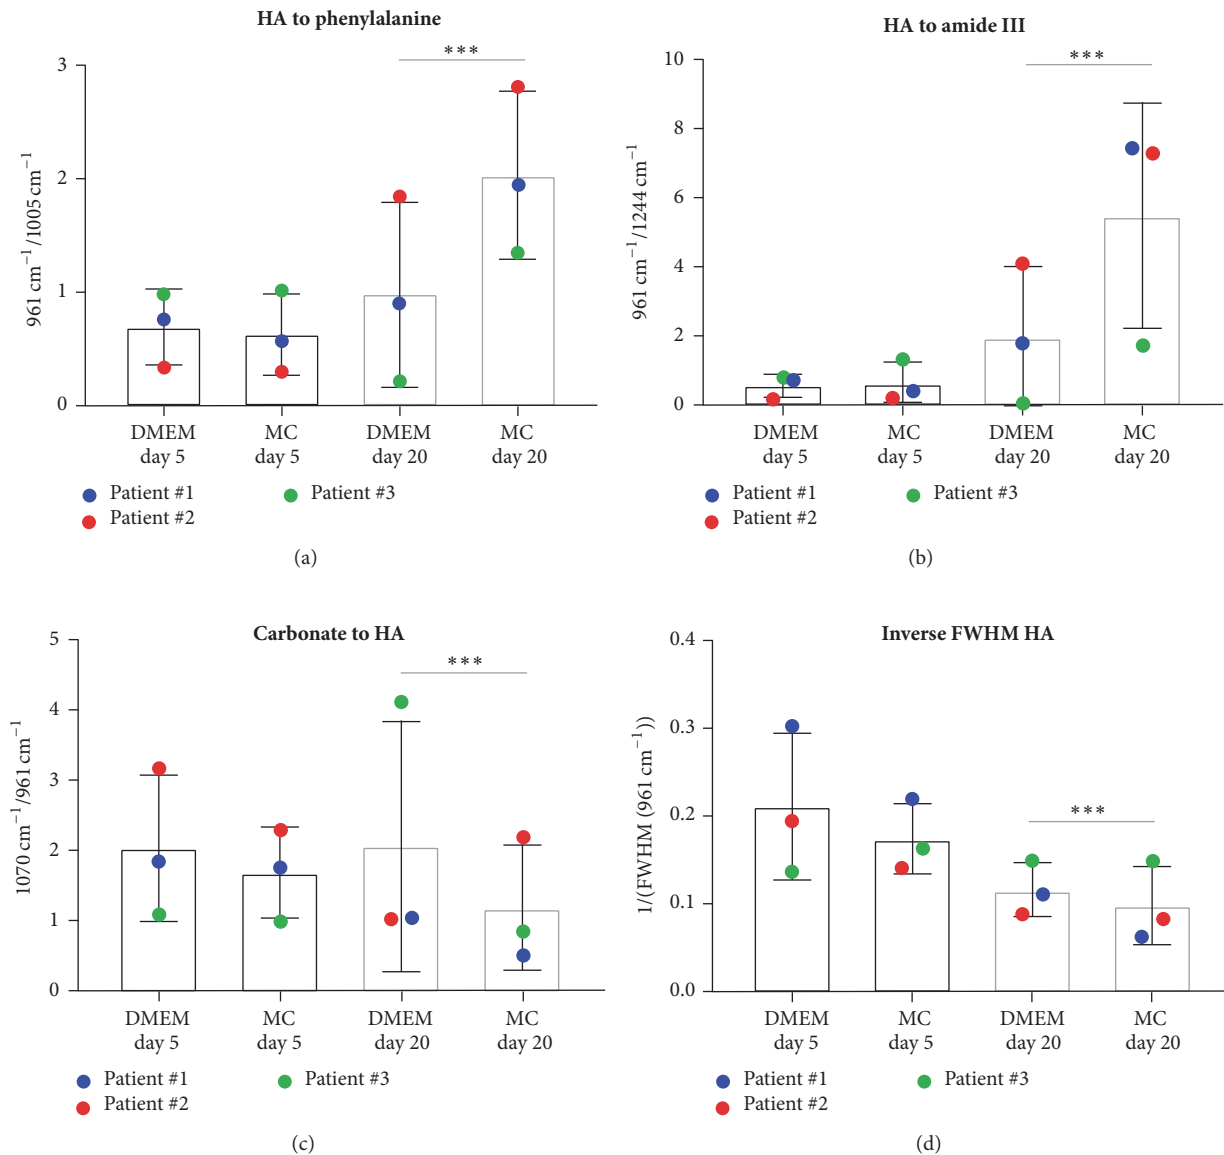 HA to phenylalanine
***
3
2
1
0
961 cm⁻¹/1005 cm⁻¹
DMEM day 5
MC day 5
DMEM day 20
MC day 20
Patient #1
Patient #2
Patient #3
(a)
HA to amide III
***
10
8
6
4
2
0
961 cm⁻¹/1244 cm⁻¹
DMEM day 5
MC day 5
DMEM day 20
MC day 20
Patient #1
Patient #2
Patient #3
(b)
Carbonate to HA
***
5
4
3
2
1
0
1070 cm⁻¹/961 cm⁻¹
DMEM day 5
MC day 5
DMEM day 20
MC day 20
Patient #1
Patient #2
Patient #3
(c)
Inverse FWHM HA
***
0.4
0.3
0.2
0.1
0.0
1/(FWHM (961 cm⁻¹))
DMEM day 5
MC day 5
DMEM day 20
MC day 20
Patient #1
Patient #2
Patient #3
(d)